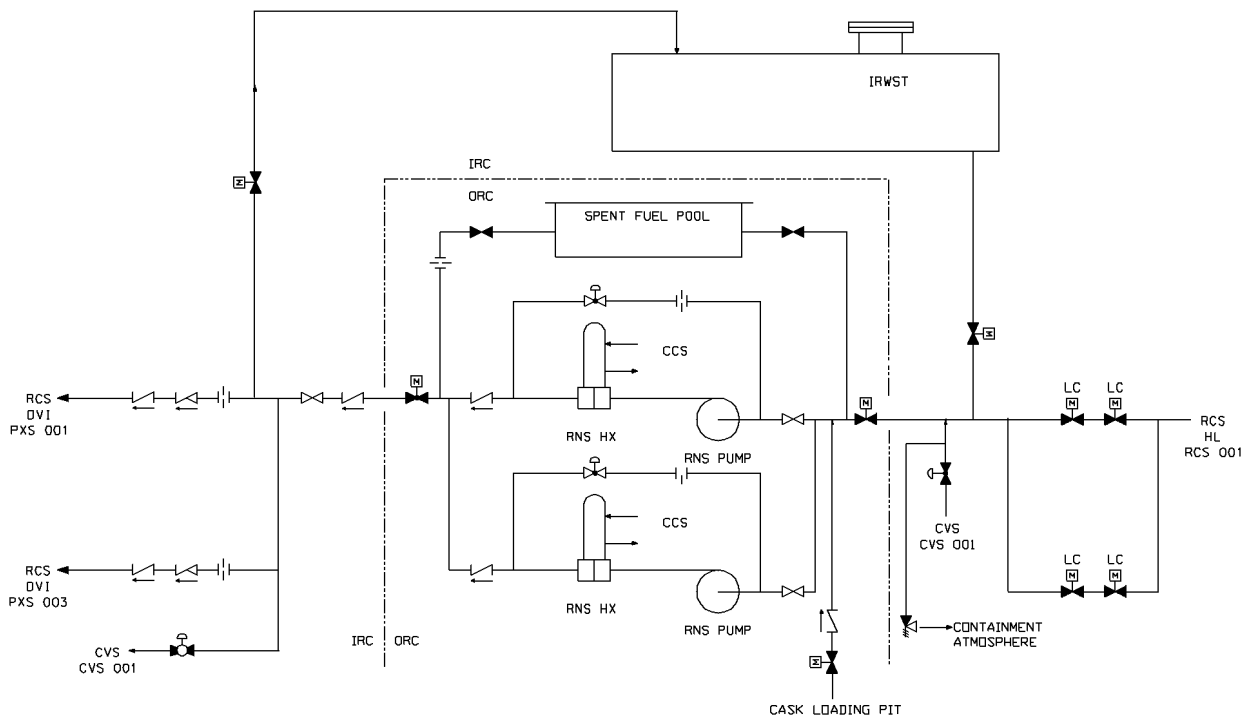 IRWST
IRC
ORC
SPENT FUEL POOL
M
M
CCS
M
RCS
DVI
PXS 001
RNS HX
RNS PUMP
M
M
LC
LC
M
M
RCS
HL
RCS 001
CCS
CVS
CVS 001
LC
LC
M
M
RCS
DVI
PXS 003
RNS HX
RNS PUMP
CONTAINMENT
ATMOSPHERE
IRC
ORC
CVS
CVS 001
M
CASK LOADING PIT